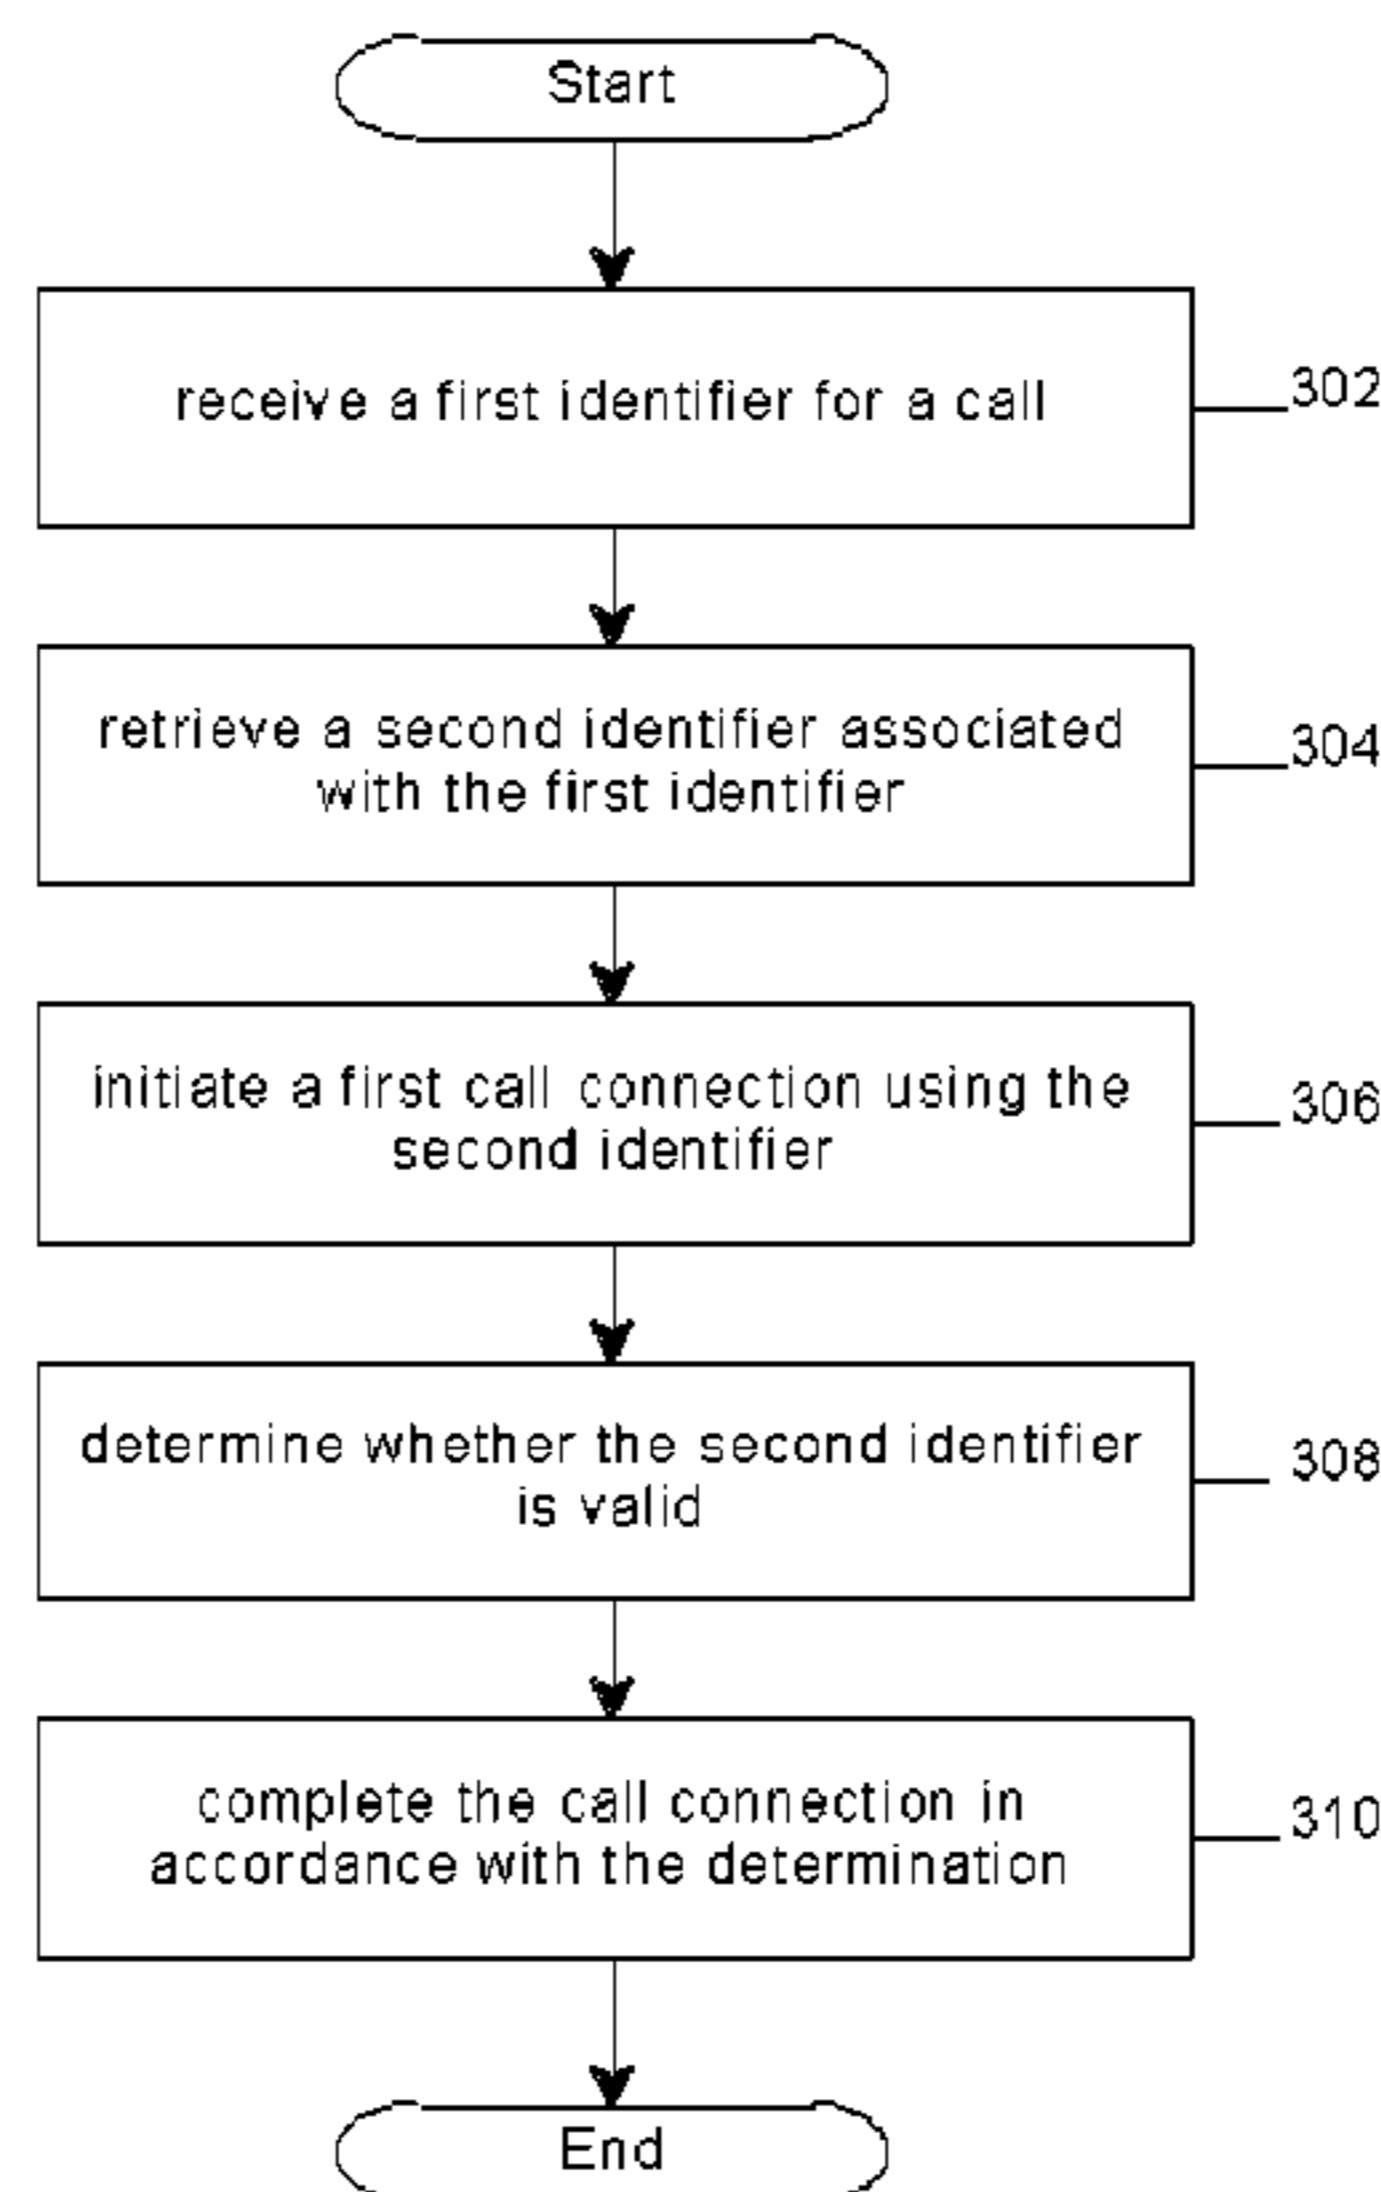 Start
receive a first identifier for a call
302
retrieve a second identifier associated
with the first identifier
304
initiate a first call connection using the
second identifier
306
determine whether the second identifier
is valid
308
complete the call connection in
accordance with the determination
310
End